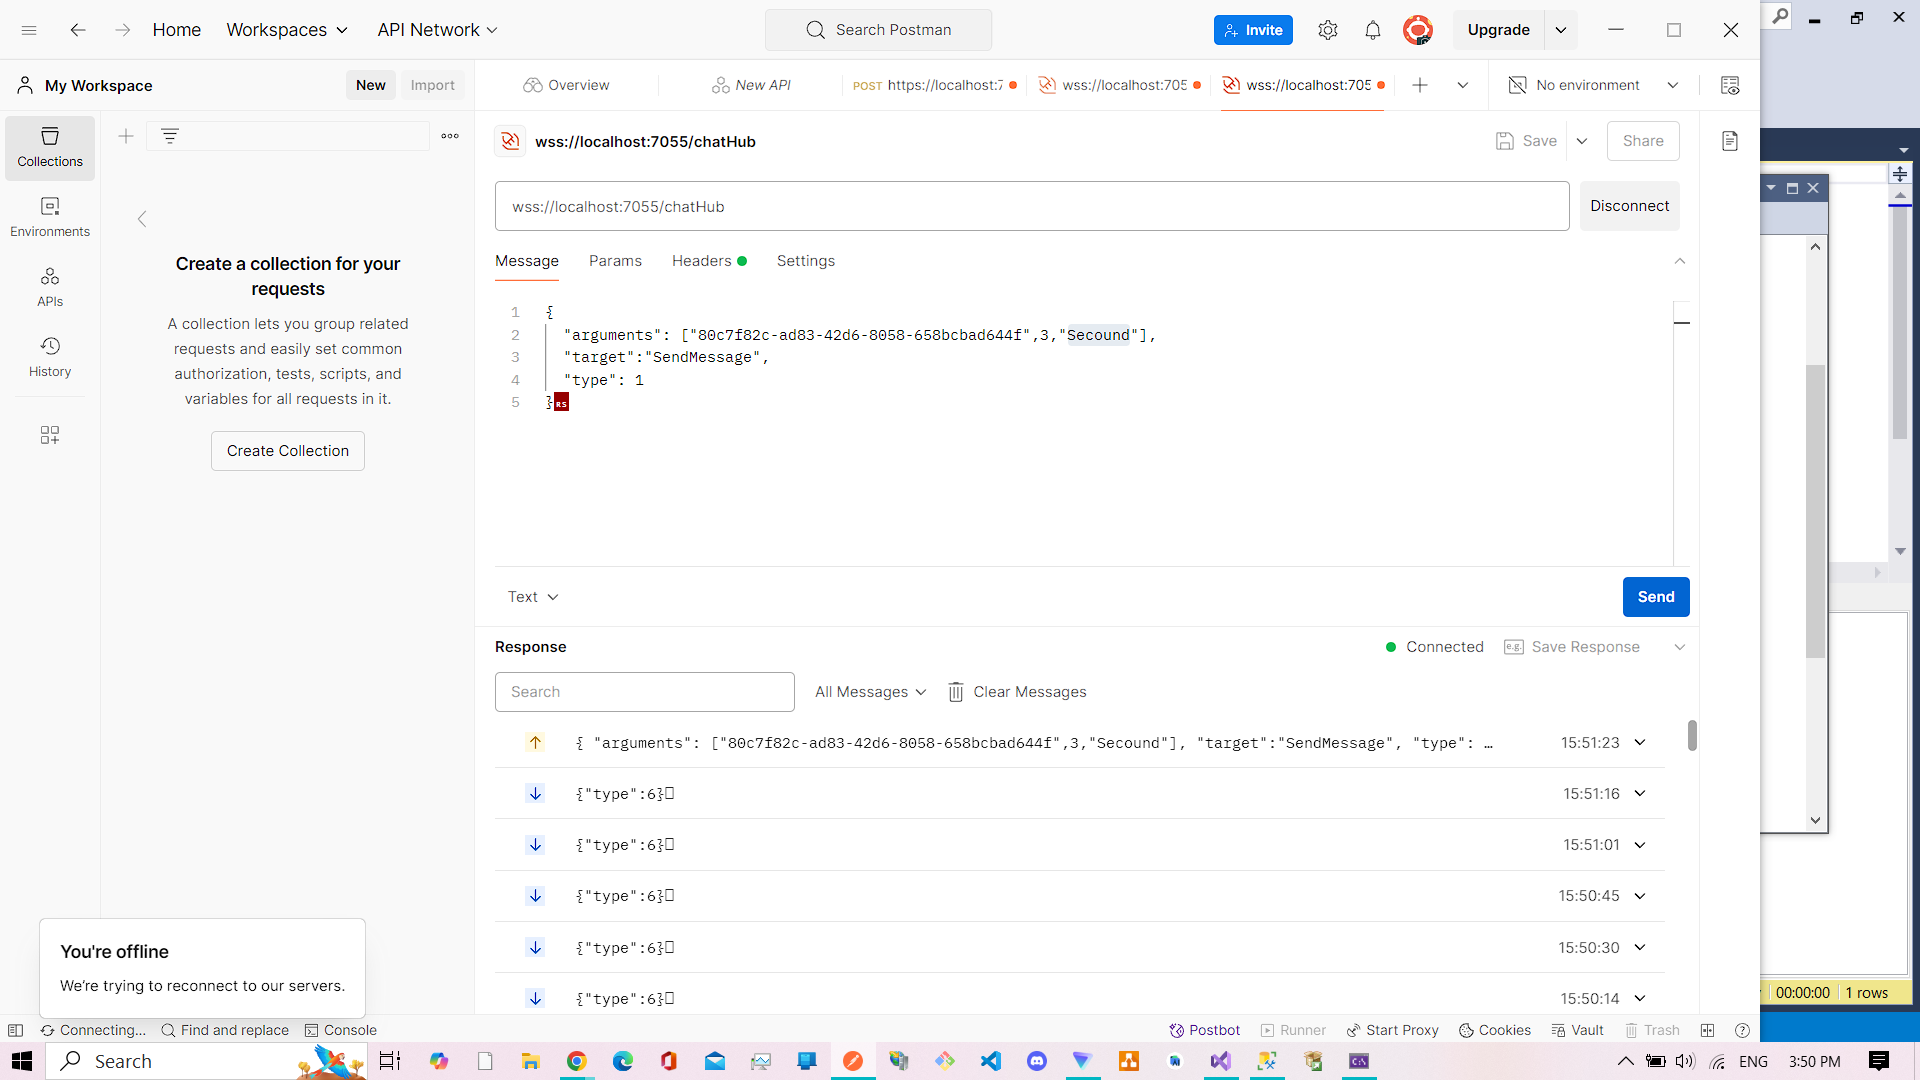 Home
Workspaces
API Network
Search Postman
Invite
Upgrade
My Workspace
New
Import
Overview
New API
POST https://localhost:7
wss://localhost:705
wss://localhost:705
No environment
Collections
Environments
APIs
History
Create a collection for your
requests
A collection lets you group related
requests and easily set common
authorization, tests, scripts, and
variables for all requests in it.
Create Collection
wss://localhost:7055/chatHub
Save
Share
wss://localhost:7055/chatHub
Disconnect
Message
Params
Headers
Settings
1 {
2 "arguments": ["80c7f82c-ad83-42d6-8058-658bcbad644f",3,"Secound"],
3 "target":"SendMessage",
4 "type": 1
5 }RS
Text
Send
Response
Connected
e.g. Save Response
Search
All Messages
Clear Messages
{ "arguments": ["80c7f82c-ad83-42d6-8058-658bcbad644f",3,"Secound"], "target":"SendMessage", "type": … 15:51:23
{"type":6} 15:51:16
{"type":6} 15:51:01
{"type":6} 15:50:45
{"type":6} 15:50:30
{"type":6} 15:50:14
You're offline
We're trying to reconnect to our servers.
00:00:00
1 rows
Connecting...
Find and replace
Console
Postbot
Runner
Start Proxy
Cookies
Vault
Trash
Search
ENG
3:50 PM